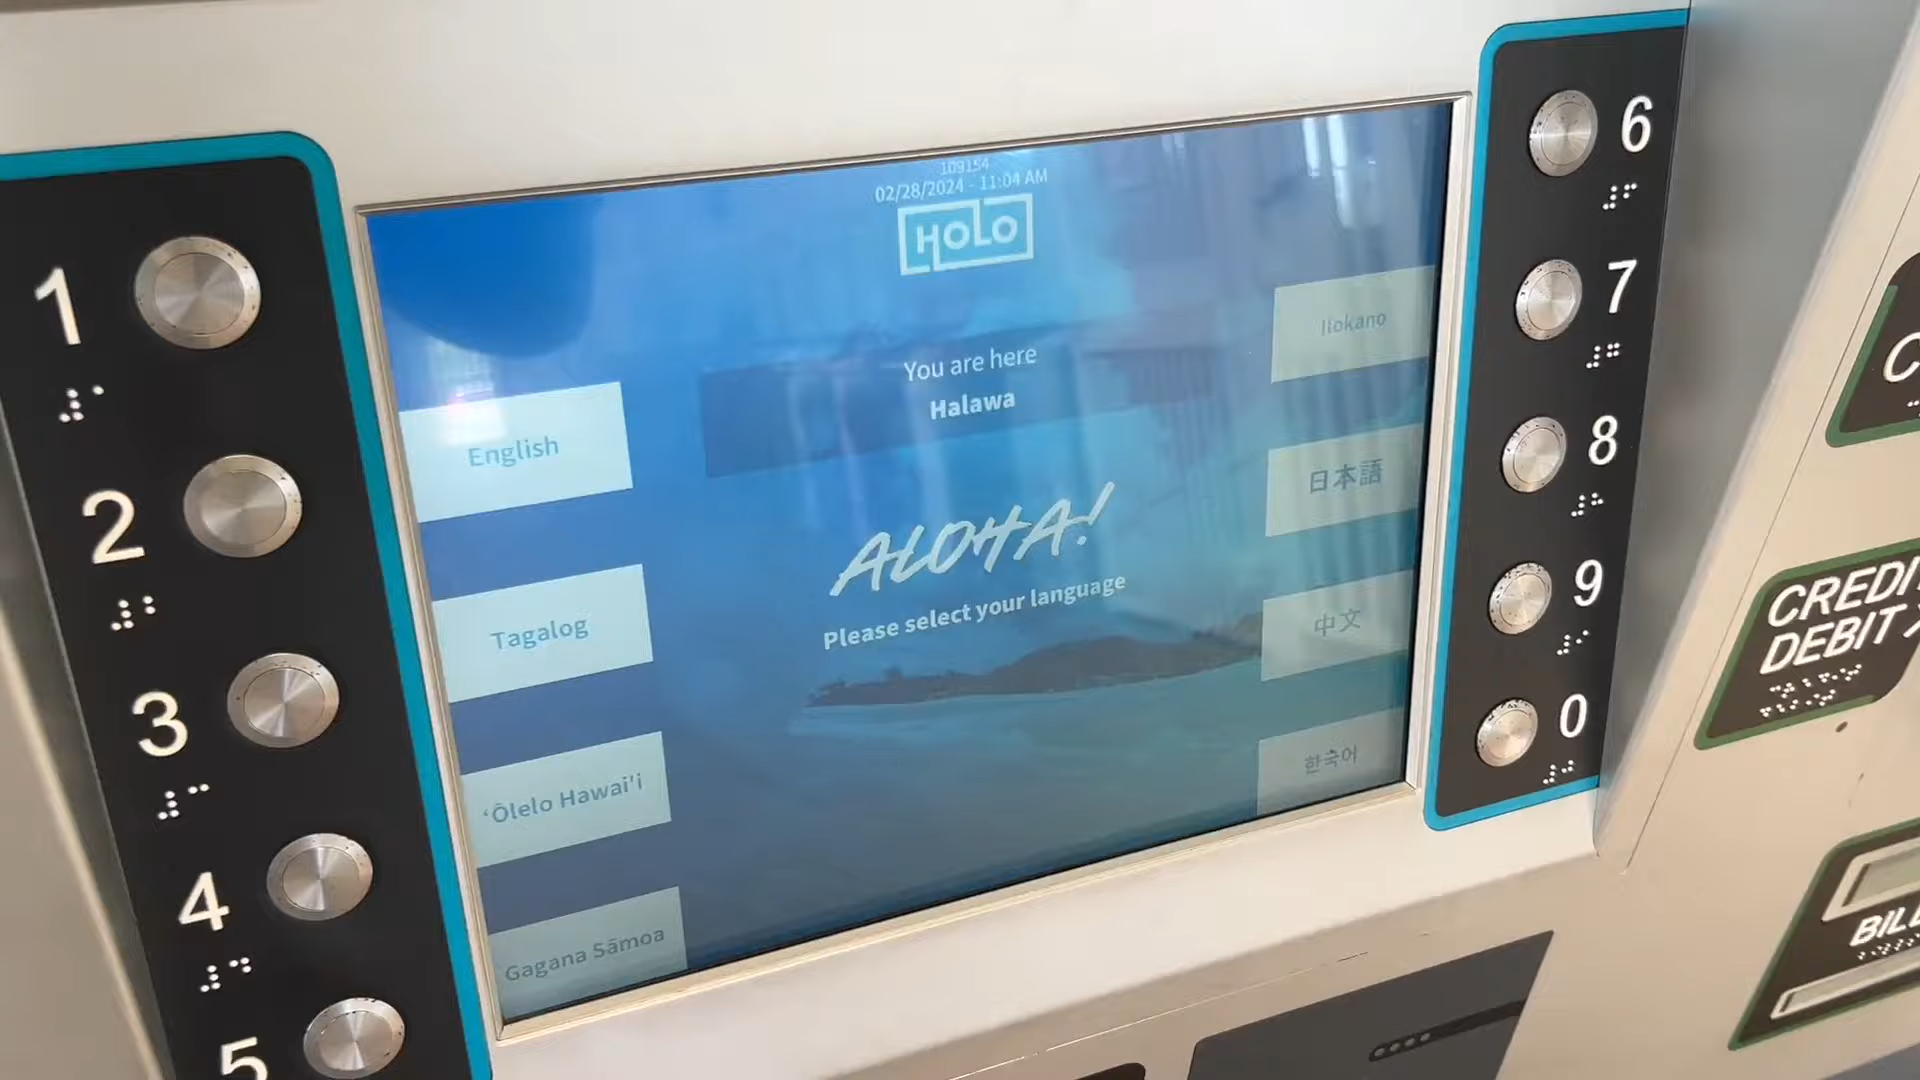 109154
02/28/2024 - 11:04 AM
HOLO
You are here
Halawa
ALOHA!
Please select your language
English
Tagalog
ʻŌlelo Hawai'i
Gagana Sāmoa
Ilokano
日本語
中文
한국어
1
2
3
4
5
6
7
8
9
0
CREDIT
DEBIT